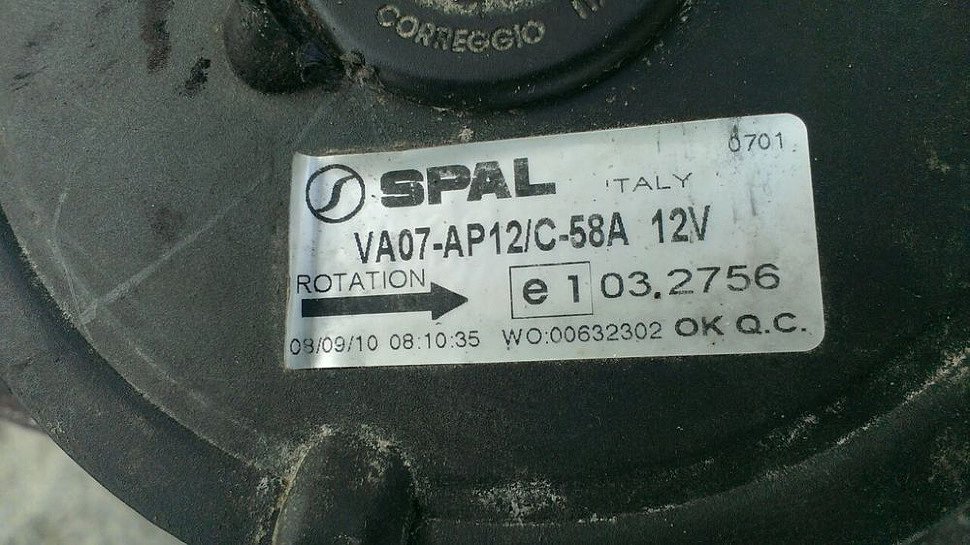 CORREGGIO
0701
SPAL ITALY
VA07-AP12/C-58A 12V
ROTATION
e1 03.2756
08/09/10 08:10:35 WO:00632302 OK Q.C.